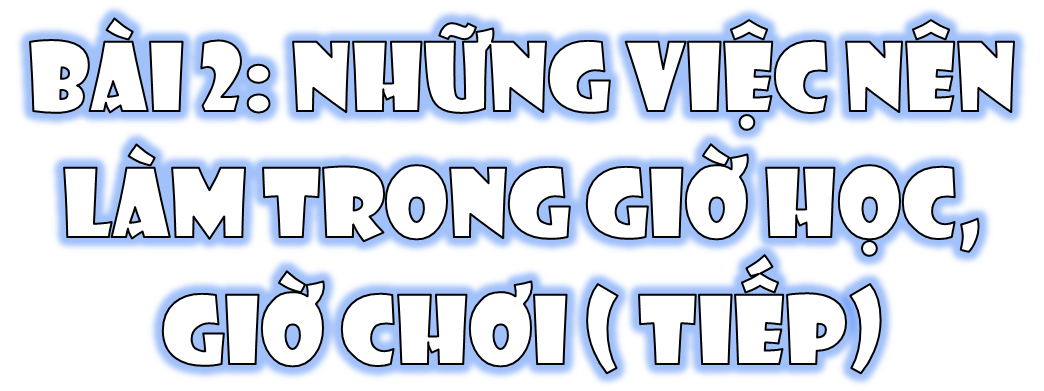 BÀI 2: NHỮNG VIỆC NÊN
LÀM TRONG GIỜ HỌC,
GIỜ CHƠI ( TIẾP)